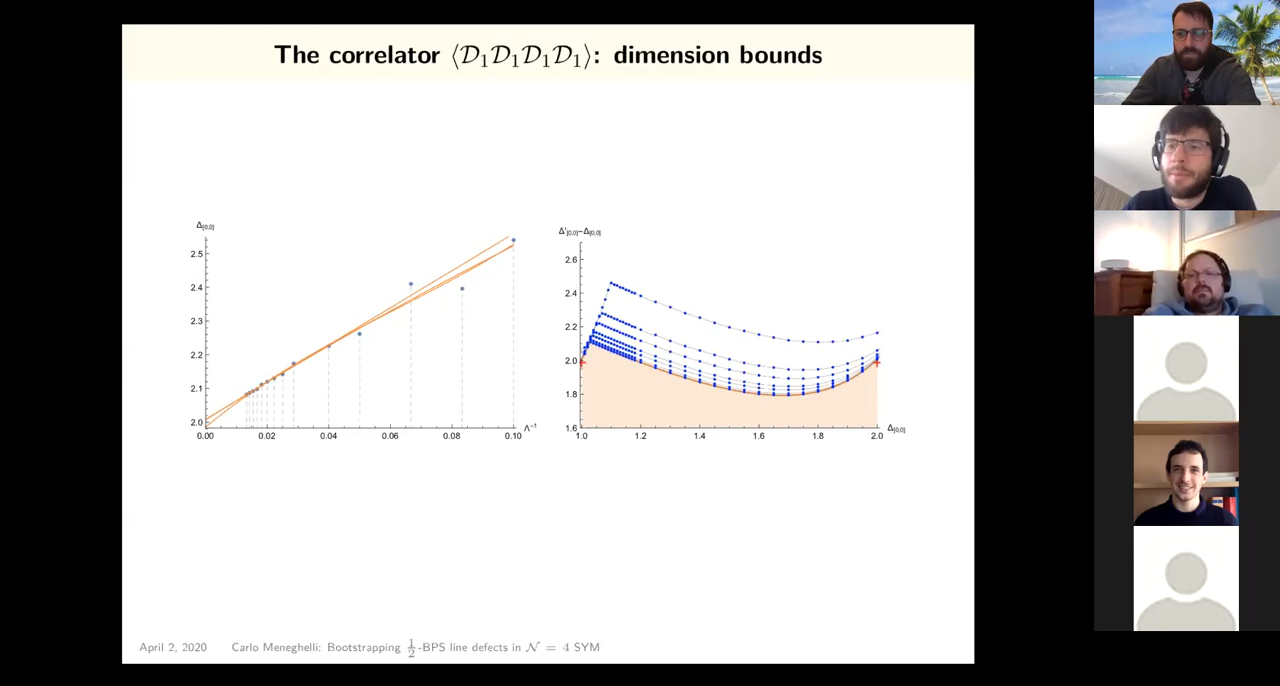 The correlator ⟨𝒟₁𝒟₁𝒟₁𝒟₁⟩: dimension bounds
Δ[0,0]
2.5
2.4
2.3
2.2
2.1
2.0
0.00 0.02 0.04 0.06 0.08 0.10
Λ⁻¹
Δ'[0,0]−Δ[0,0]
2.6
2.4
2.2
2.0
1.8
1.6
1.0 1.2 1.4 1.6 1.8 2.0
Δ[0,0]
April 2, 2020 Carlo Meneghelli: Bootstrapping ½-BPS line defects in 𝒩 = 4 SYM